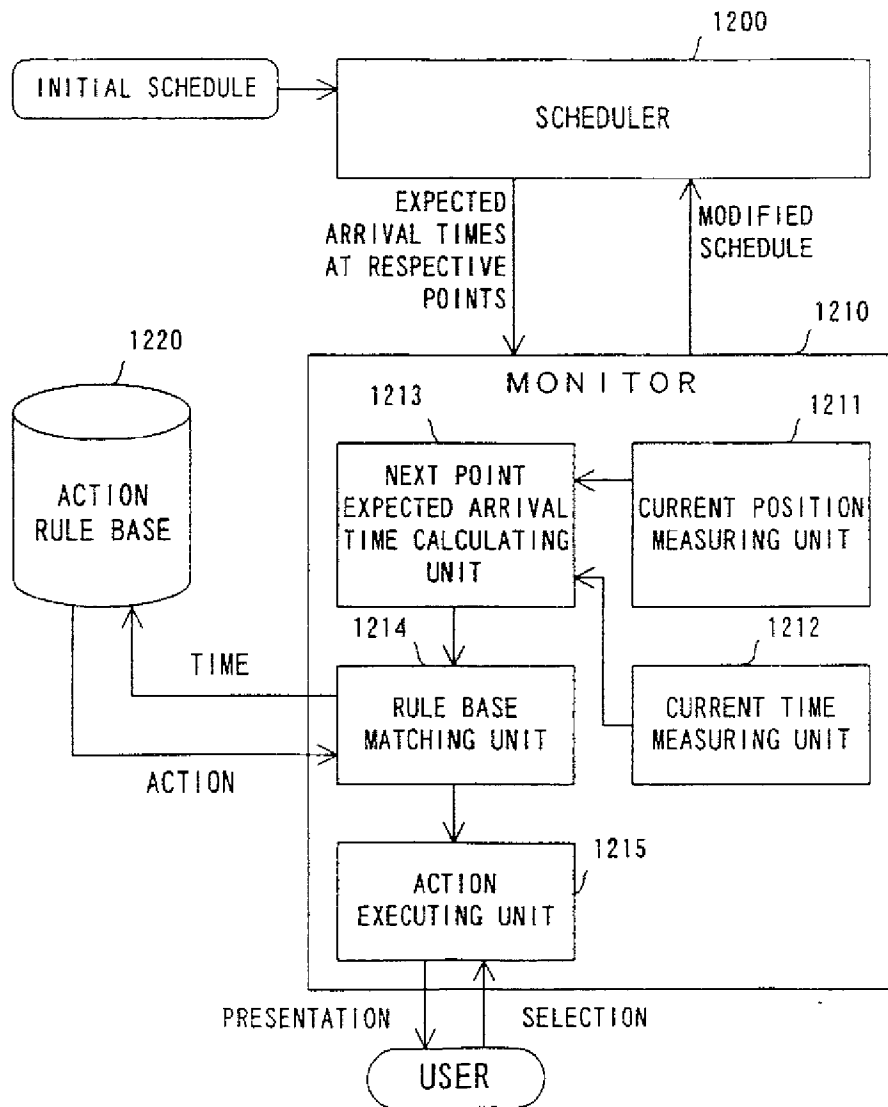 1200
INITIAL SCHEDULE
SCHEDULER
EXPECTED
ARRIVAL TIMES
AT RESPECTIVE
POINTS
MODIFIED
SCHEDULE
1210
1220
MONITOR
1213
1211
ACTION
RULE BASE
NEXT POINT
EXPECTED ARRIVAL
TIME CALCULATING
UNIT
CURRENT POSITION
MEASURING UNIT
1214
1212
TIME
RULE BASE
MATCHING UNIT
CURRENT TIME
MEASURING UNIT
ACTION
1215
ACTION
EXECUTING UNIT
PRESENTATION
SELECTION
USER